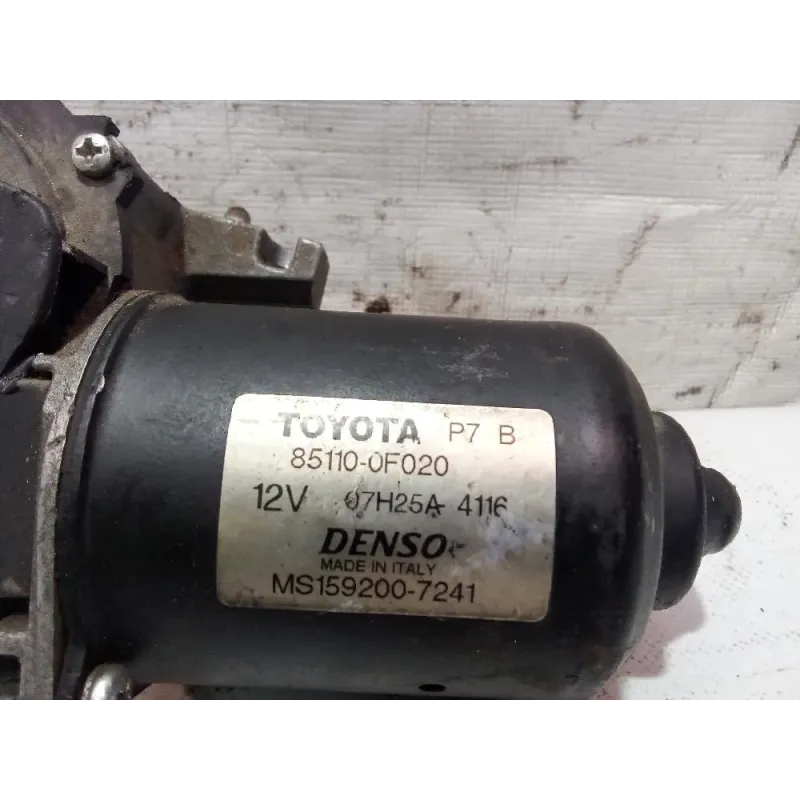 TOYOTA P7 B
85110-0F020
12V 07H25A 4116
DENSO
MADE IN ITALY
MS159200-7241